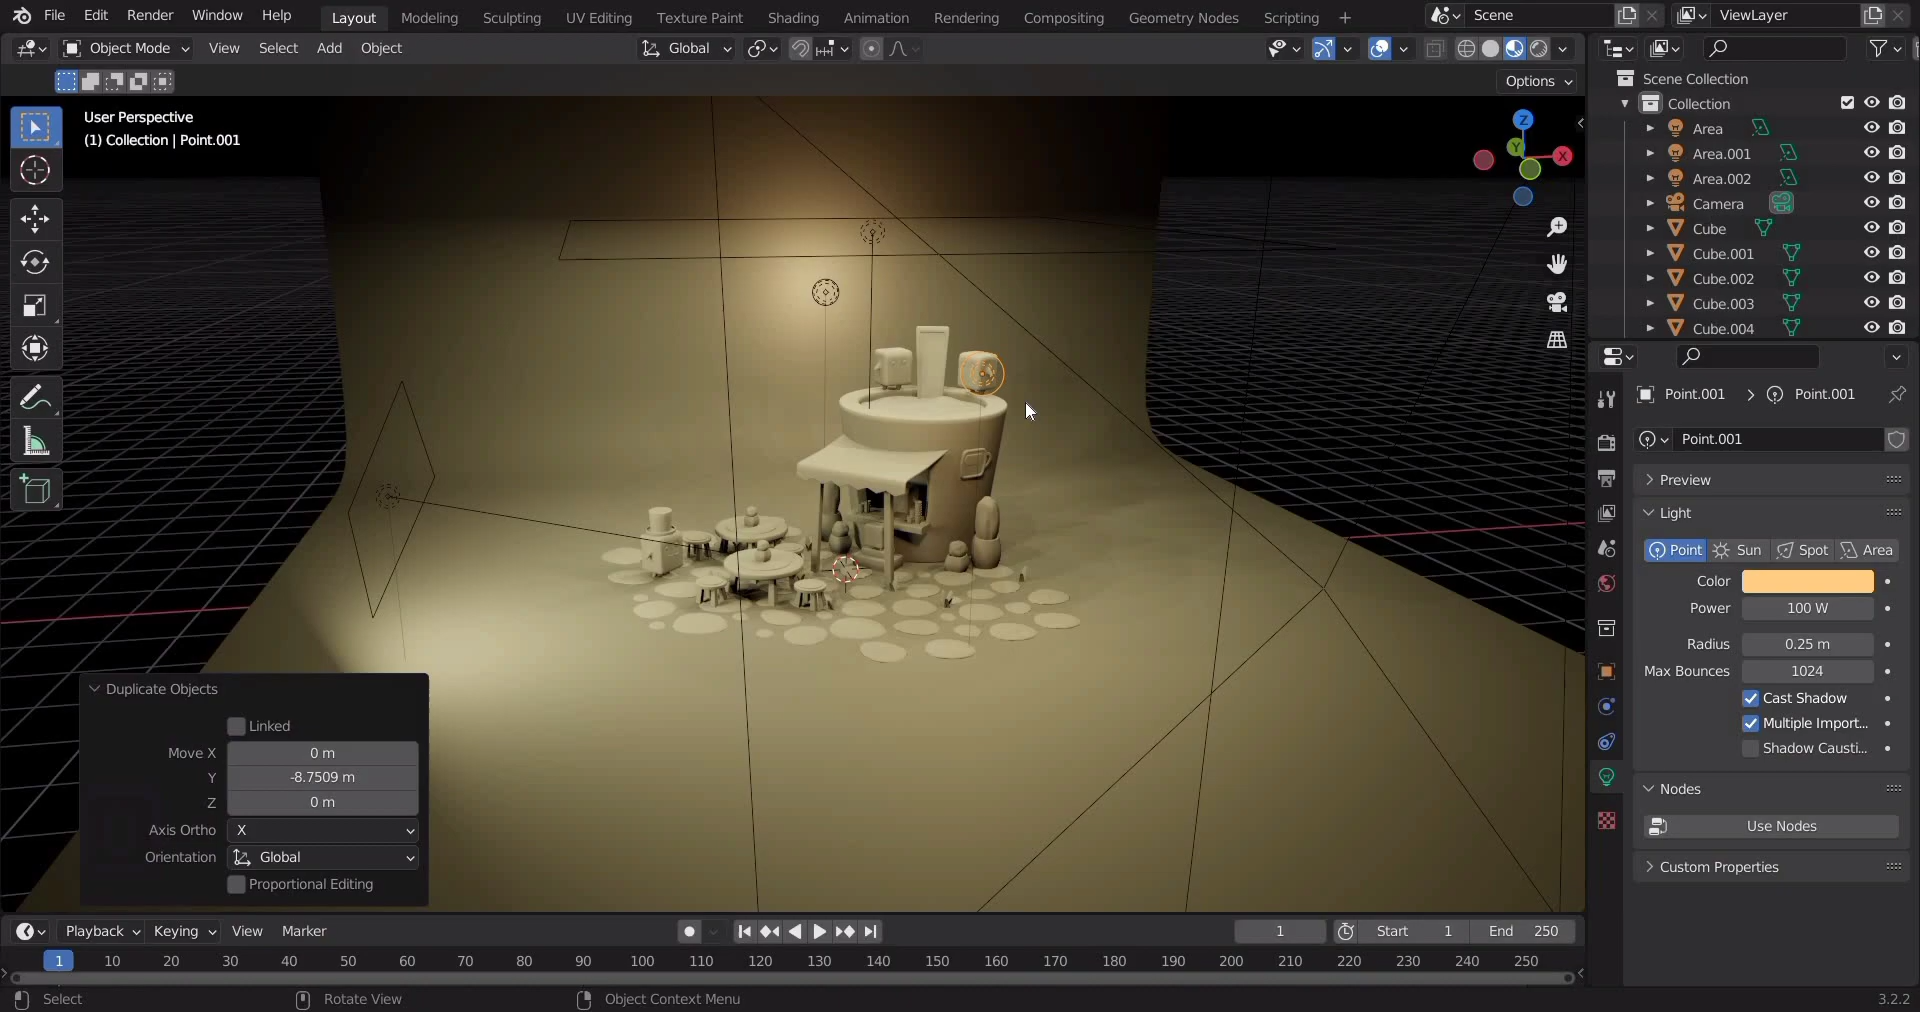 File Edit Render Window Help Layout Modeling Sculpting UV Editing Texture Paint Shading Animation Rendering Compositing Geometry Nodes Scripting + Scene ViewLayer
Object Mode View Select Add Object Global
Options
User Perspective
(1) Collection | Point.001
Z
Y
X
Scene Collection
Collection
Area
Area.001
Area.002
Camera
Cube
Cube.001
Cube.002
Cube.003
Cube.004
Point.001 > Point.001
Point.001
Preview
Light
Point Sun Spot Area
Color
Power 100 W
Radius 0.25 m
Max Bounces 1024
Cast Shadow
Multiple Import...
Shadow Causti...
Nodes
Use Nodes
Custom Properties
Duplicate Objects
Linked
Move X 0 m
Y -8.7509 m
Z 0 m
Axis Ortho X
Orientation Global
Proportional Editing
Playback Keying View Marker 1 Start 1 End 250
1 10 20 30 40 50 60 70 80 90 100 110 120 130 140 150 160 170 180 190 200 210 220 230 240 250
Select Rotate View Object Context Menu 3.2.2